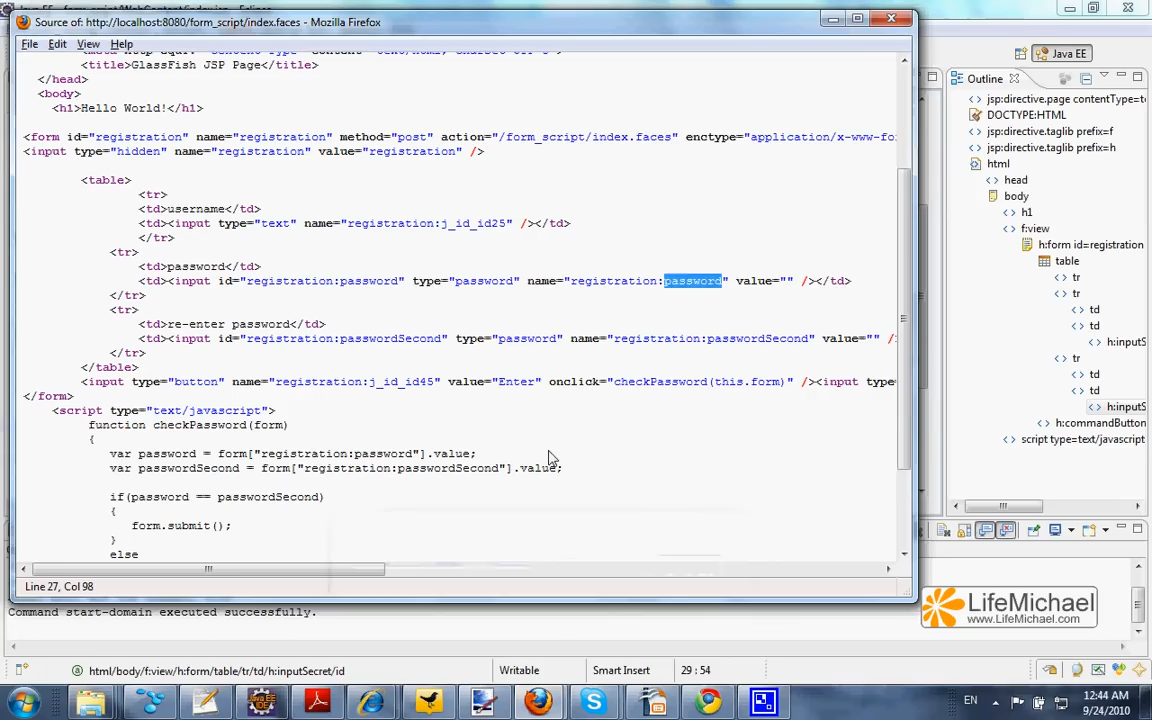 Source of: http://localhost:8080/form_script/index.faces - Mozilla Firefox
File Edit View Help
<title>GlassFish JSP Page</title>
</head>
<body>
<h1>Hello World!</h1>
<form id="registration" name="registration" method="post" action="/form_script/index.faces" enctype="application/x-www-fo
<input type="hidden" name="registration" value="registration" />
<table>
<tr>
<td>username</td>
<td><input type="text" name="registration:j_id_id25" /></td>
</tr>
<tr>
<td>password</td>
<td><input id="registration:password" type="password" name="registration:password" value="" /></td>
</tr>
<tr>
<td>re-enter password</td>
<td><input id="registration:passwordSecond" type="password" name="registration:passwordSecond" value="" /
</tr>
</table>
<input type="button" name="registration:j_id_id45" value="Enter" onclick="checkPassword(this.form)" /><input type
</form>
<script type="text/javascript">
function checkPassword(form)
{
var password = form["registration:password"].value;
var passwordSecond = form["registration:passwordSecond"].value;
if(password == passwordSecond)
{
form.submit();
}
else
Line 27, Col 98
Command start-domain executed successfully.
html/body/f:view/h:form/table/tr/td/h:inputSecret/id
Writable
Smart Insert
29 : 54
Java EE
Outline
jsp:directive.page contentType=te
DOCTYPE:HTML
jsp:directive.taglib prefix=f
jsp:directive.taglib prefix=h
html
head
body
h1
f:view
h:form id=registration
table
tr
tr
td
td
h:inputS
tr
td
td
h:inputS
h:commandButton
script type=text/javascript
LifeMichael
www.LifeMichael.com
EN
12:44 AM
9/24/2010